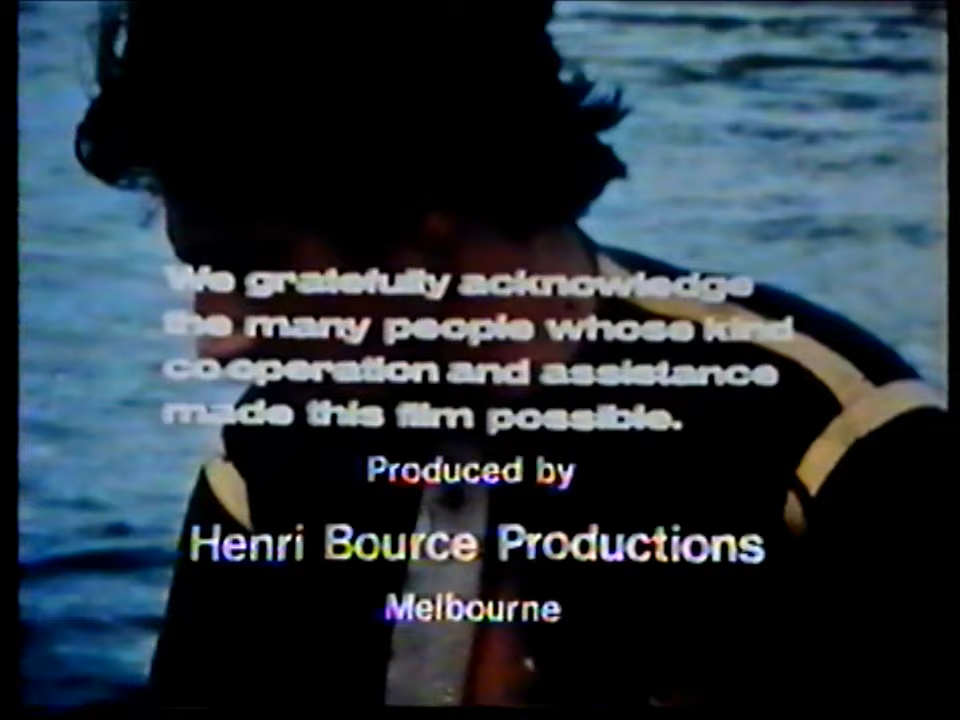 We gratefully acknowledge
the many people whose kind
co-operation and assistance
made this film possible.
Produced by
Henri Bource Productions
Melbourne